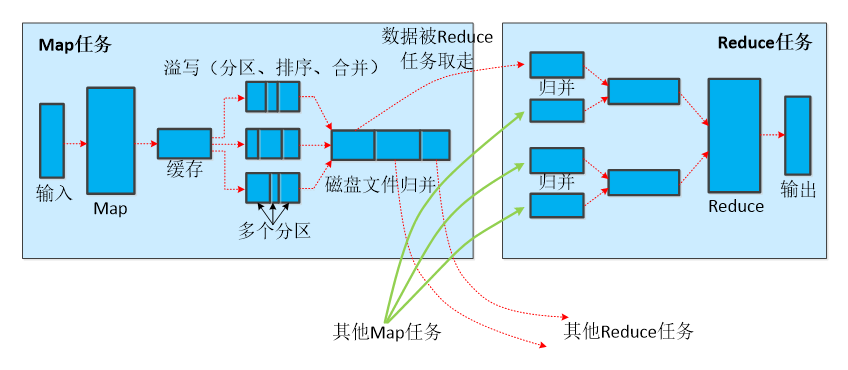 Map任务
溢写（分区、排序、合并）
输入
Map
缓存
多个分区
磁盘文件归并
数据被Reduce
任务取走
Reduce任务
归并
归并
Reduce
输出
其他Map任务
其他Reduce任务